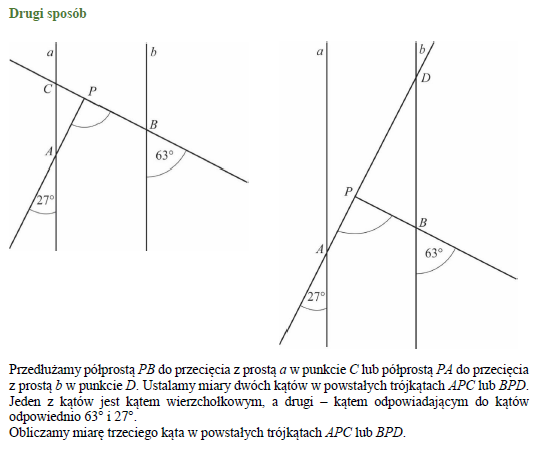 Drugi sposób
a
b
C
P
B
A
63°
27°
a
b
D
P
B
A
63°
27°
Przedłużamy półprostą PB do przecięcia z prostą a w punkcie C lub półprostą PA do przecięcia
z prostą b w punkcie D. Ustalamy miary dwóch kątów w powstałych trójkątach APC lub BPD.
Jeden z kątów jest kątem wierzchołkowym, a drugi – kątem odpowiadającym do kątów
odpowiednio 63° i 27°.
Obliczamy miarę trzeciego kąta w powstałych trójkątach APC lub BPD.